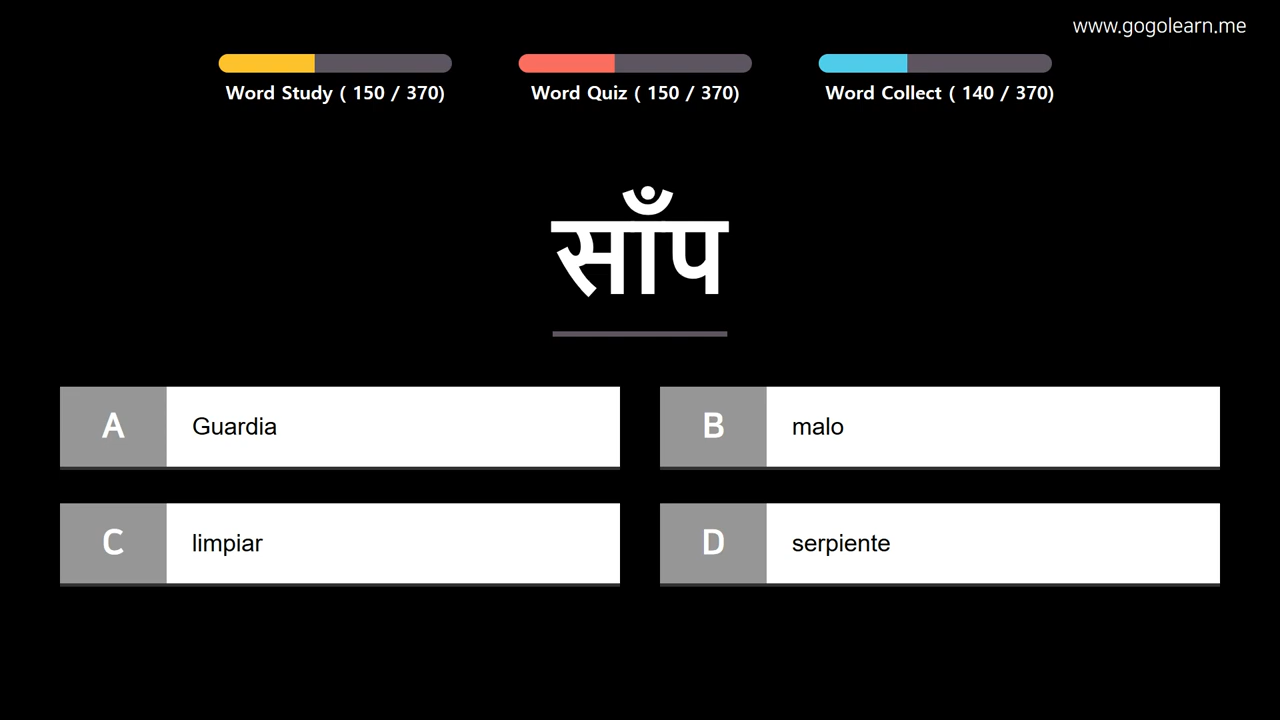 www.gogolearn.me
Word Study ( 150 / 370)
Word Quiz ( 150 / 370)
Word Collect ( 140 / 370)
साँप
A Guardia
B malo
C limpiar
D serpiente